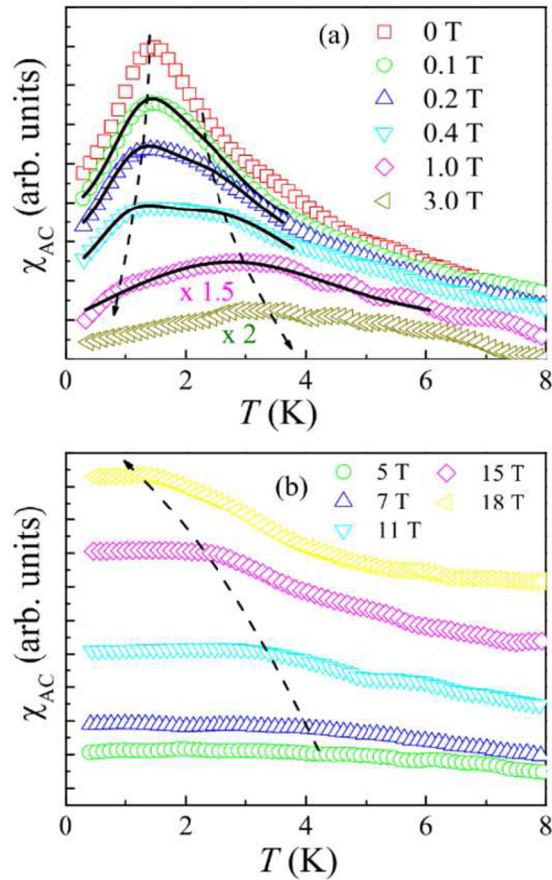 (a)
0 T
0.1 T
0.2 T
0.4 T
1.0 T
3.0 T
χAC (arb. units)
x 1.5
x 2
0 2 4 6 8
T (K)
(b)
5 T 15 T
7 T 18 T
11 T
χAC (arb. units)
0 2 4 6 8
T (K)